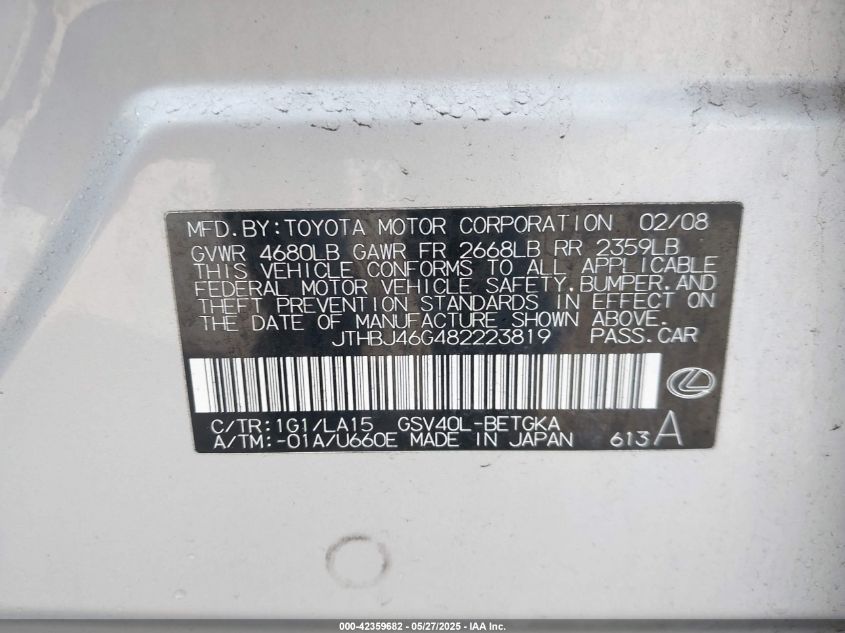 MFD. BY: TOYOTA MOTOR CORPORATION 02/08
GVWR 4680LB GAWR FR 2668LB RR 2359LB
THIS VEHICLE CONFORMS TO ALL APPLICABLE
FEDERAL MOTOR VEHICLE SAFETY, BUMPER, AND
THEFT PREVENTION STANDARDS IN EFFECT ON
THE DATE OF MANUFACTURE SHOWN ABOVE.
JTHBJ46G482223819 PASS. CAR
C/TR: 1G1/LA15 GSV40L-BETGKA
A/TM: -01A/U660E MADE IN JAPAN 613 A
000-42359682 - 05/27/2025 - IAA Inc.